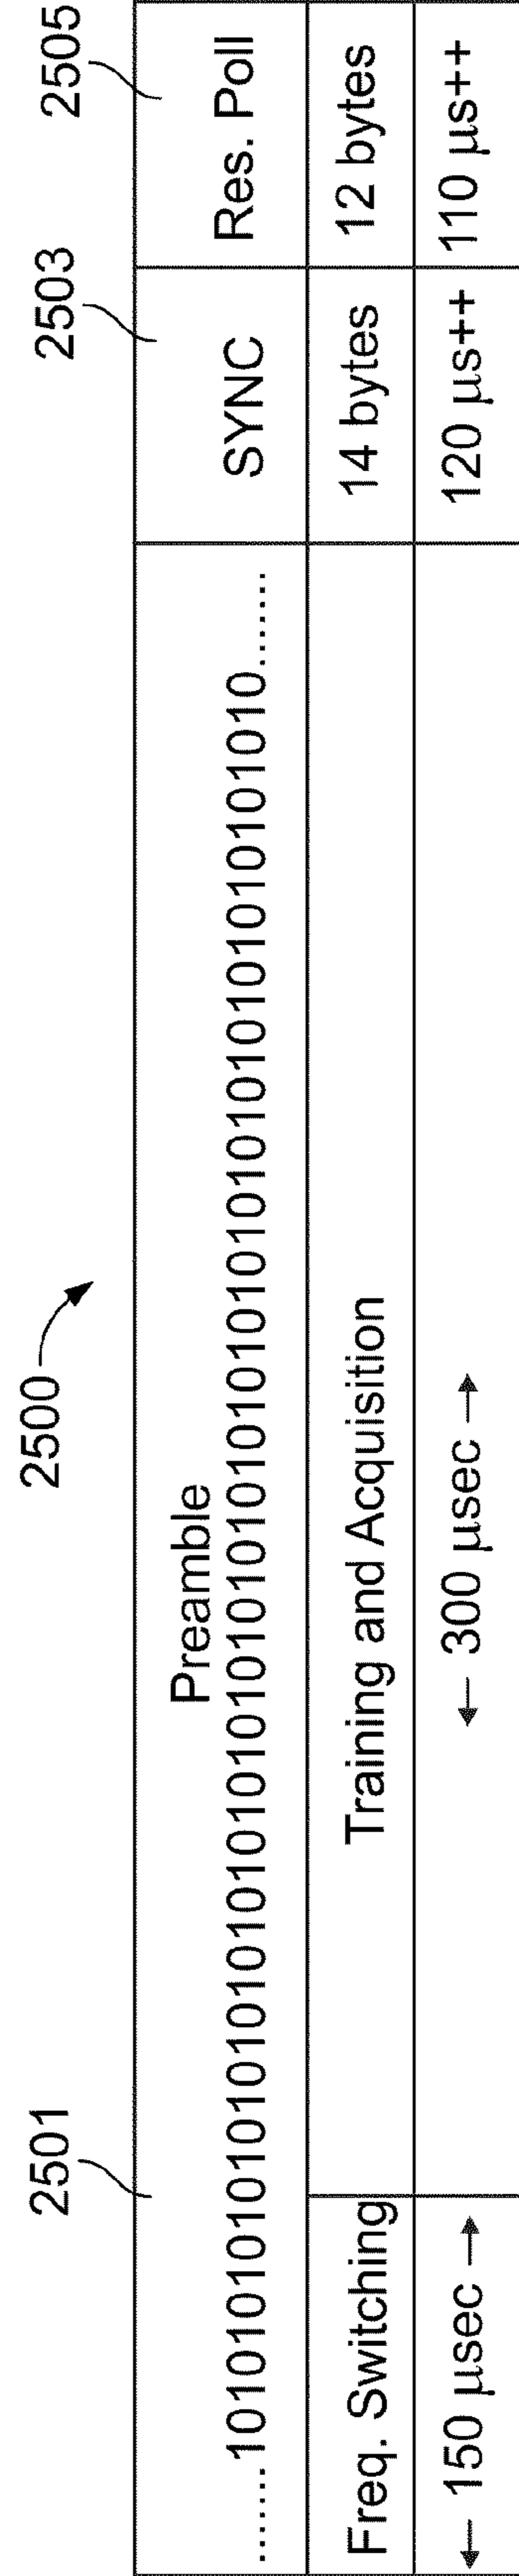 2500
2501
2503
2505
Preamble
.......10101010101010101010101010101010101010101010101010101010101010.......
SYNC
Res. Poll
Freq. Switching
Training and Acquisition
14 bytes
12 bytes
← 150 μsec →
← 300 μsec →
120 μs++
110 μs++